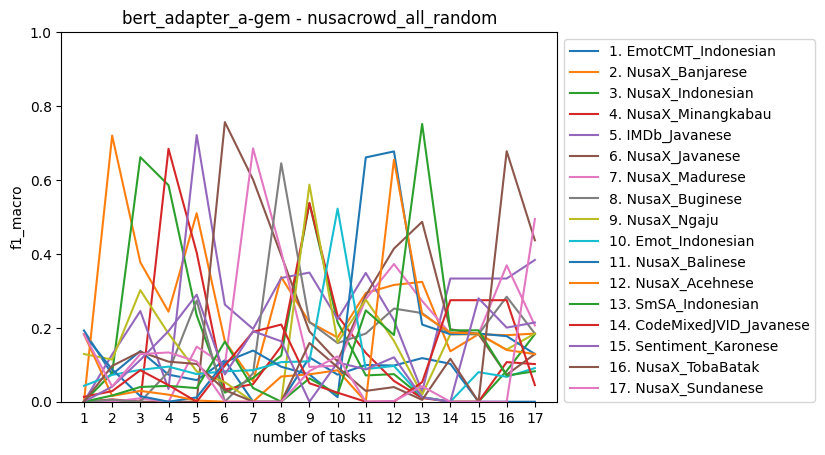 bert_adapter_a-gem - nusacrowd_all_random
1.0
0.8
0.6
0.4
0.2
0.0
f1_macro
1 2 3 4 5 6 7 8 9 10 11 12 13 14 15 16 17
number of tasks
1. EmotCMT_Indonesian
2. NusaX_Banjarese
3. NusaX_Indonesian
4. NusaX_Minangkabau
5. IMDb_Javanese
6. NusaX_Javanese
7. NusaX_Madurese
8. NusaX_Buginese
9. NusaX_Ngaju
10. Emot_Indonesian
11. NusaX_Balinese
12. NusaX_Acehnese
13. SmSA_Indonesian
14. CodeMixedJVID_Javanese
15. Sentiment_Karonese
16. NusaX_TobaBatak
17. NusaX_Sundanese